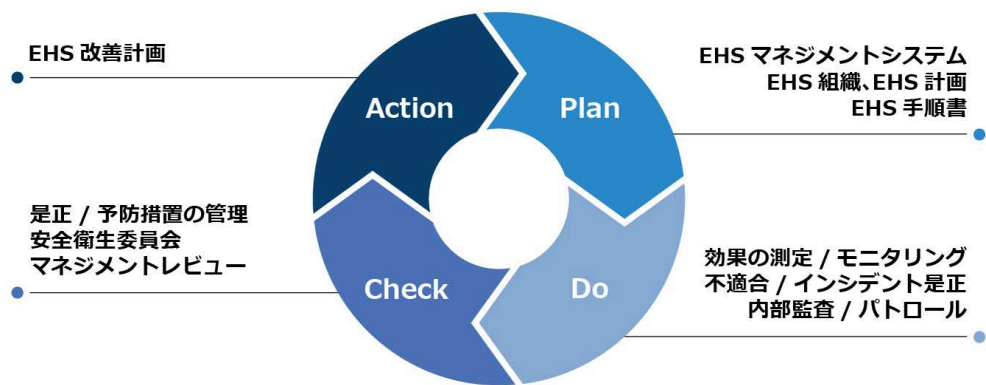 EHS 改善計画
Action
Plan
EHS マネジメントシステム
EHS 組織、EHS 計画
EHS 手順書
是正 / 予防措置の管理
安全衛生委員会
マネジメントレビュー
Check
Do
効果の測定 / モニタリング
不適合 / インシデント是正
内部監査 / パトロール